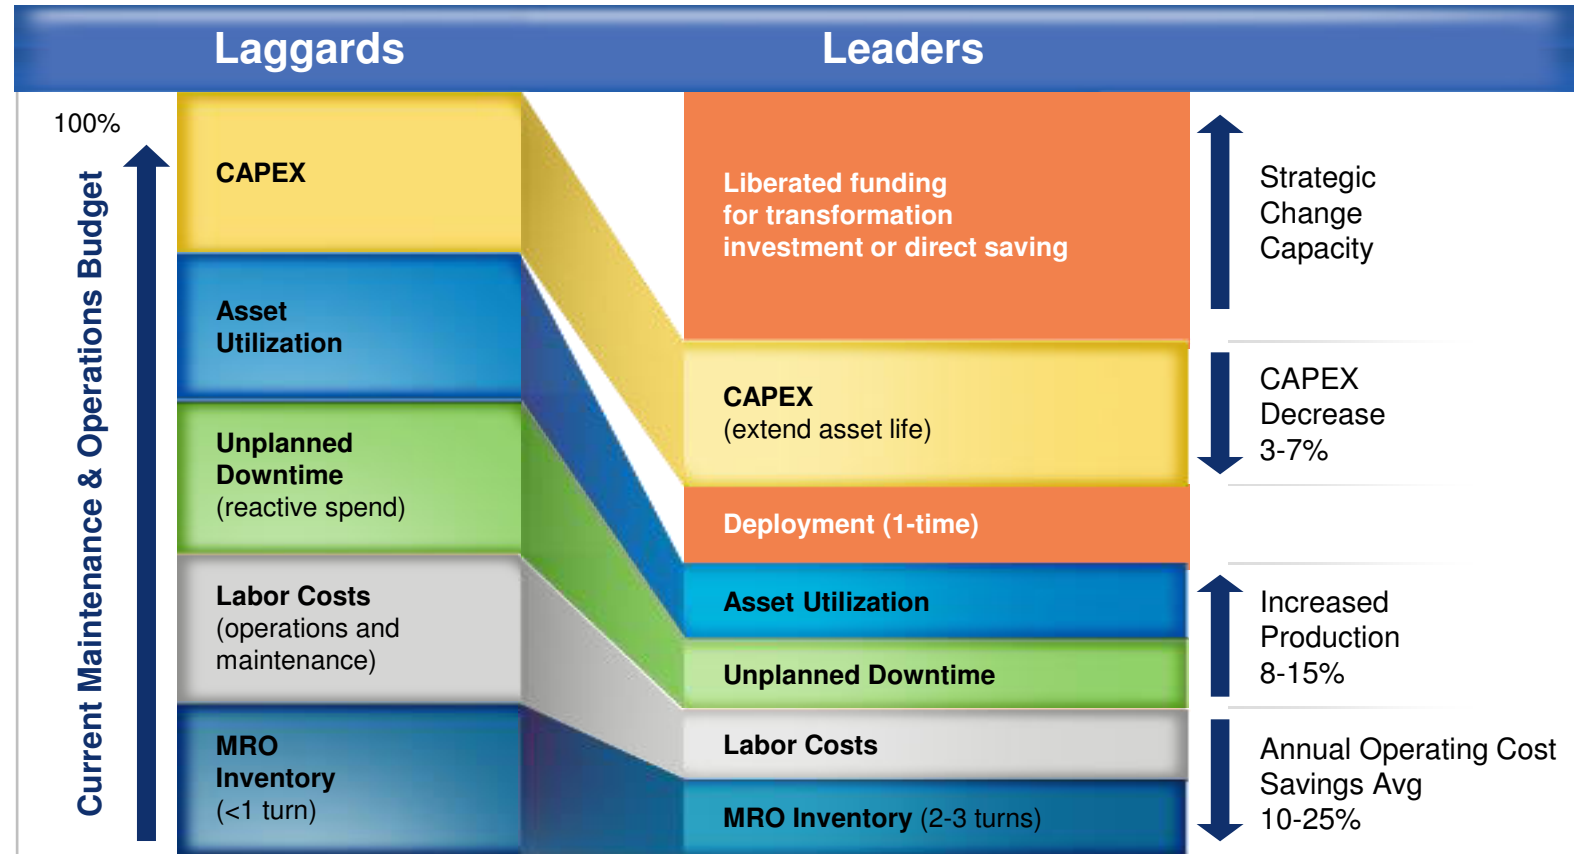 Laggards
Leaders
100%
Current Maintenance & Operations Budget
CAPEX
Asset
Utilization
Unplanned
Downtime
(reactive spend)
Labor Costs
(operations and
maintenance)
MRO
Inventory
(<1 turn)
Liberated funding
for transformation
investment or direct saving
CAPEX
(extend asset life)
Deployment (1-time)
Asset Utilization
Unplanned Downtime
Labor Costs
MRO Inventory (2-3 turns)
Strategic
Change
Capacity
CAPEX
Decrease
3-7%
Increased
Production
8-15%
Annual Operating Cost
Savings Avg
10-25%